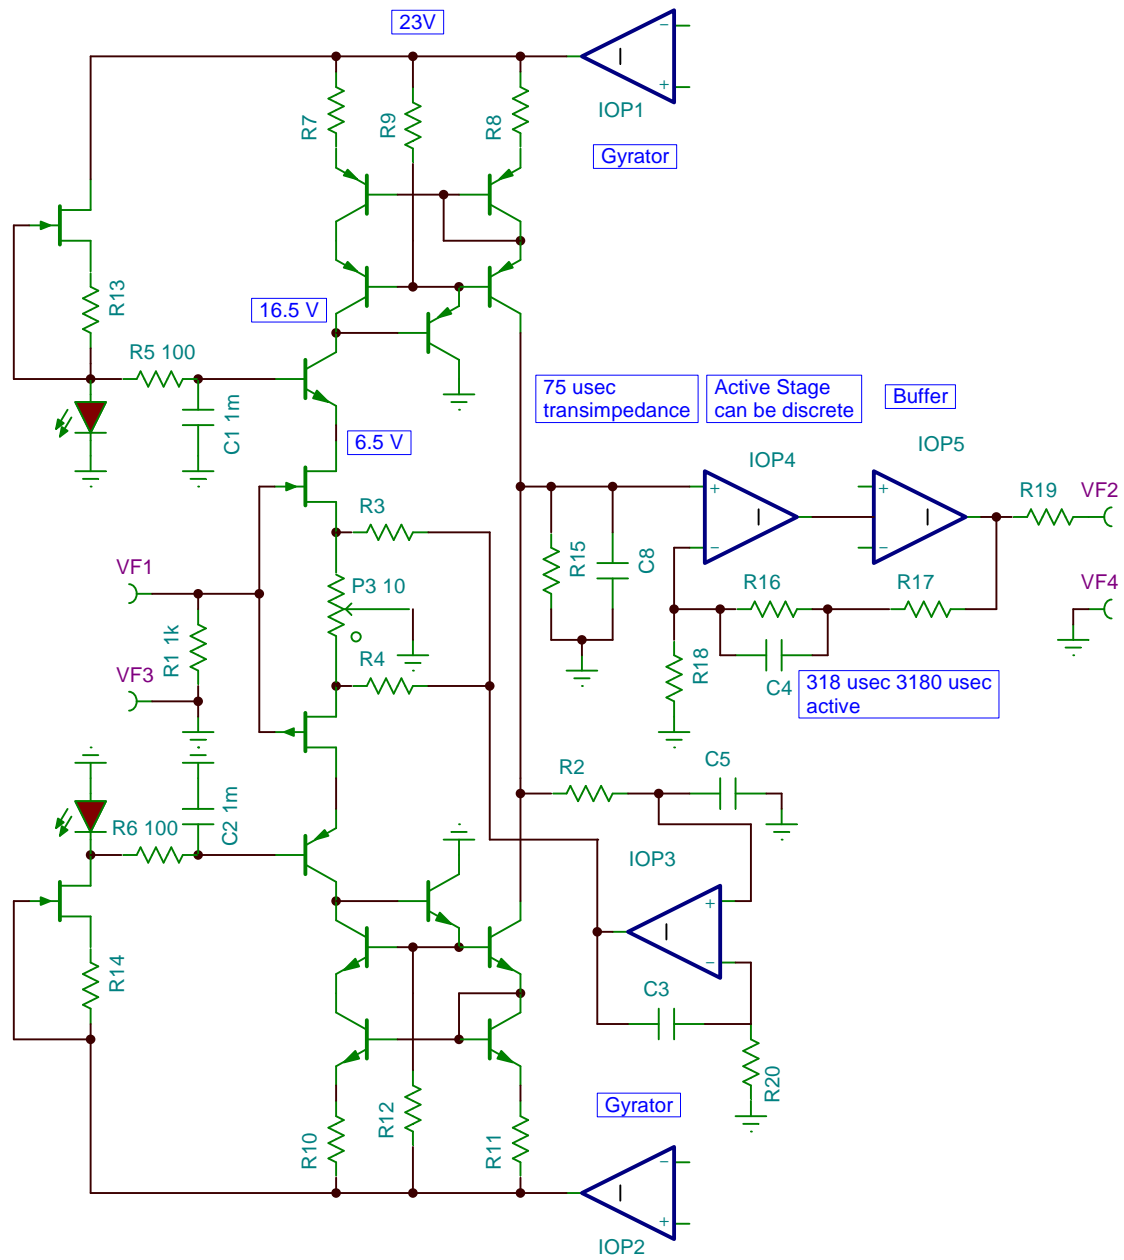 23V
IOP1
R7
R9
R8
Gyrator
R13
16.5 V
R5 100
C1 1m
75 usec
transimpedance
Active Stage
can be discrete
Buffer
6.5 V
IOP4
IOP5
R3
R19
VF2
VF1
P3 10
R15
C8
R16
R17
R1 1k
VF4
R4
R18
VF3
C4
318 usec 3180 usec
active
R2
C5
C2 1m
R6 100
IOP3
R14
C3
R20
R12
Gyrator
R10
R11
IOP2
+
−
+
−
+
−
+
−
−
+